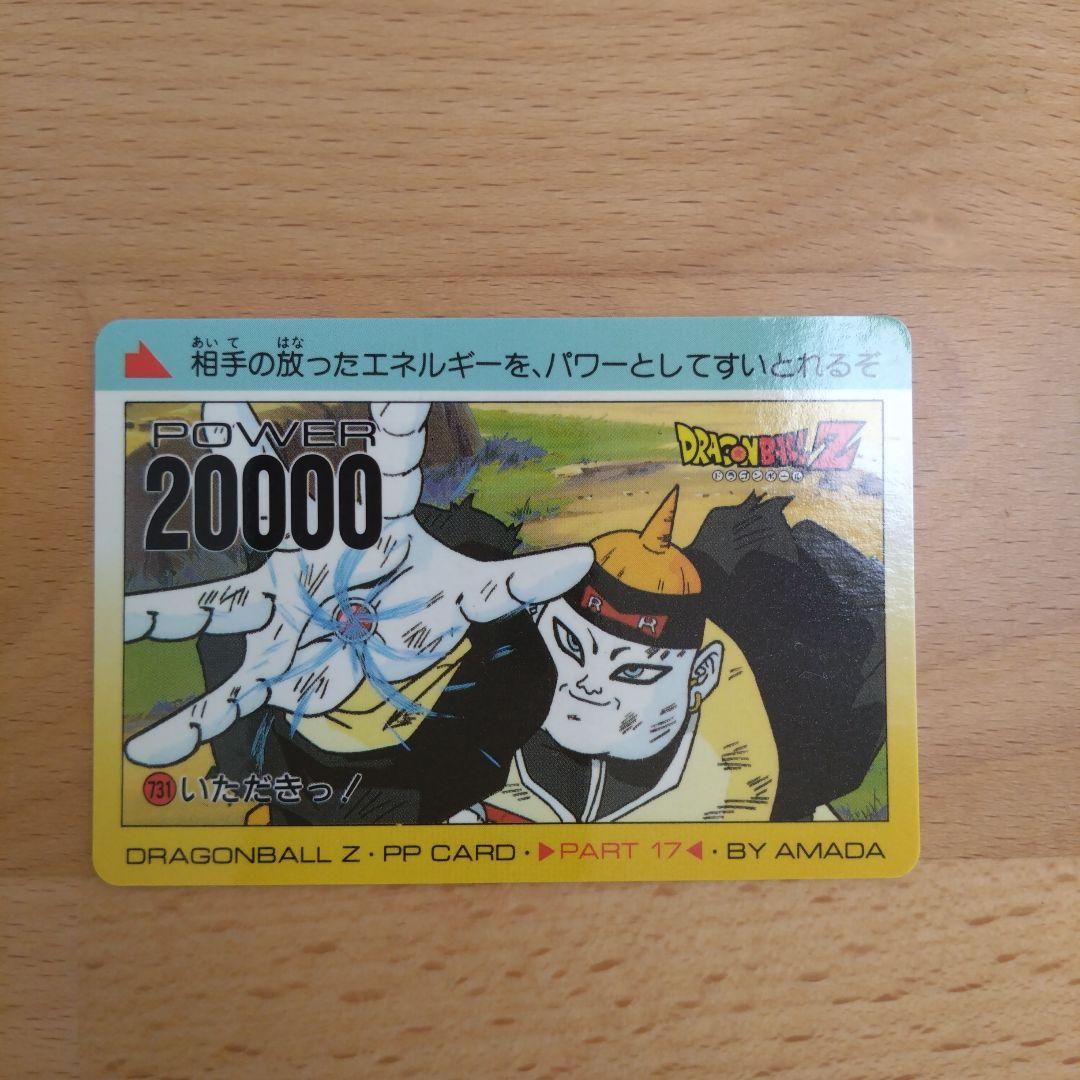 あいて はな
相手の放ったエネルギーを、パワーとしてすいとれるぞ
POWER
20000
DRAGONBALL Z
ドラゴンボール
R R
731 いただきっ!
DRAGONBALL Z・PP CARD・▶PART 17◀・BY AMADA